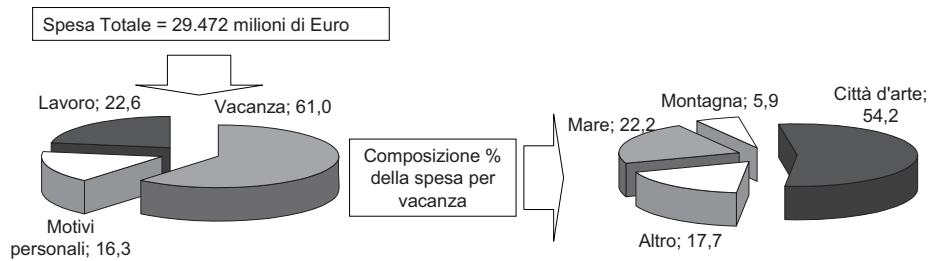 Spesa Totale = 29.472 milioni di Euro
Lavoro; 22,6
Vacanza; 61,0
Motivi
personali; 16,3
Composizione %
della spesa per
vacanza
Montagna; 5,9
Mare; 22,2
Città d'arte;
54,2
Altro; 17,7